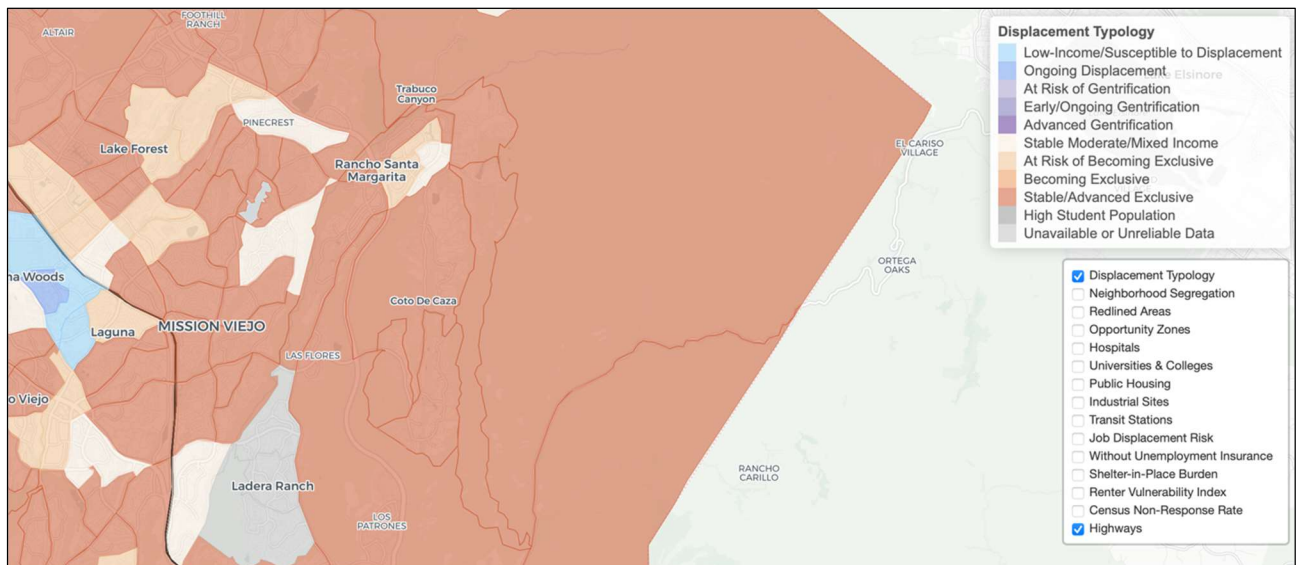 FOOTHILL
RANCH
ALTAIR
Trabuco
Canyon
PINECREST
Lake Forest
Rancho Santa
Margarita
EL CARISO
VILLAGE
na Woods
ORTEGA
OAKS
Coto De Caza
Laguna
MISSION VIEJO
LAS FLORES
o Viejo
RANCHO
CARILLO
Ladera Ranch
LOS
PATRONES
Displacement Typology
Low-Income/Susceptible to Displacement
Ongoing Displacement
At Risk of Gentrification
Early/Ongoing Gentrification
Advanced Gentrification
Stable Moderate/Mixed Income
At Risk of Becoming Exclusive
Becoming Exclusive
Stable/Advanced Exclusive
High Student Population
Unavailable or Unreliable Data
Elsinore
Displacement Typology
Neighborhood Segregation
Redlined Areas
Opportunity Zones
Hospitals
Universities & Colleges
Public Housing
Industrial Sites
Transit Stations
Job Displacement Risk
Without Unemployment Insurance
Shelter-in-Place Burden
Renter Vulnerability Index
Census Non-Response Rate
Highways